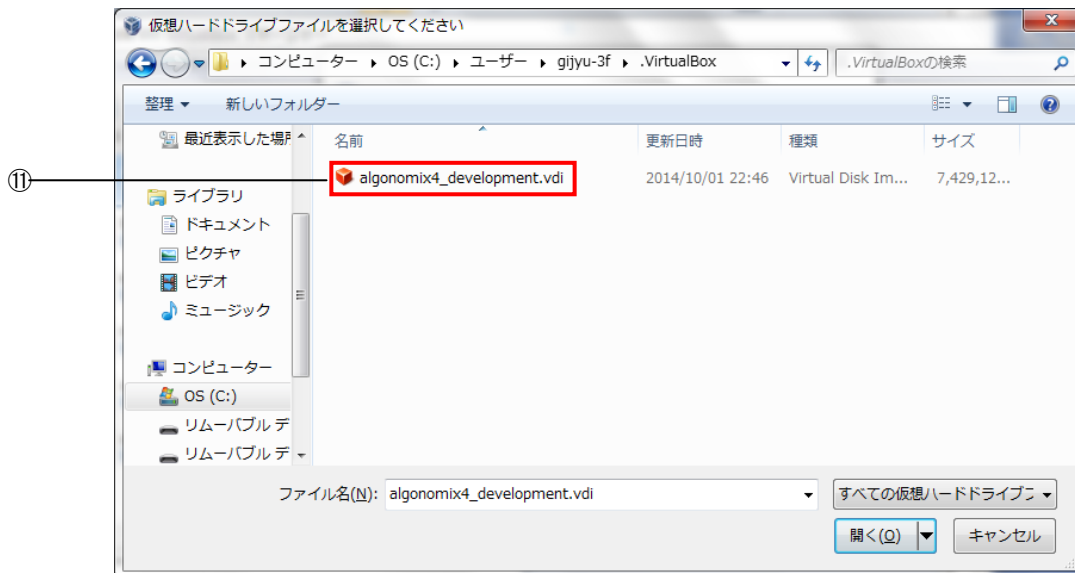 仮想ハードドライブファイルを選択してください
コンピューター ▸ OS (C:) ▸ ユーザー ▸ gijyu-3f ▸ .VirtualBox
.VirtualBoxの検索
整理 新しいフォルダー
最近表示した場所
名前 更新日時 種類 サイズ
⑪
algonomix4_development.vdi 2014/10/01 22:46 Virtual Disk Im... 7,429,12...
ライブラリ
ドキュメント
ピクチャ
ビデオ
ミュージック
コンピューター
OS (C:)
リムーバブル デ
リムーバブル デ
ファイル名(N): algonomix4_development.vdi
すべての仮想ハードドライブフ
開く(O) キャンセル